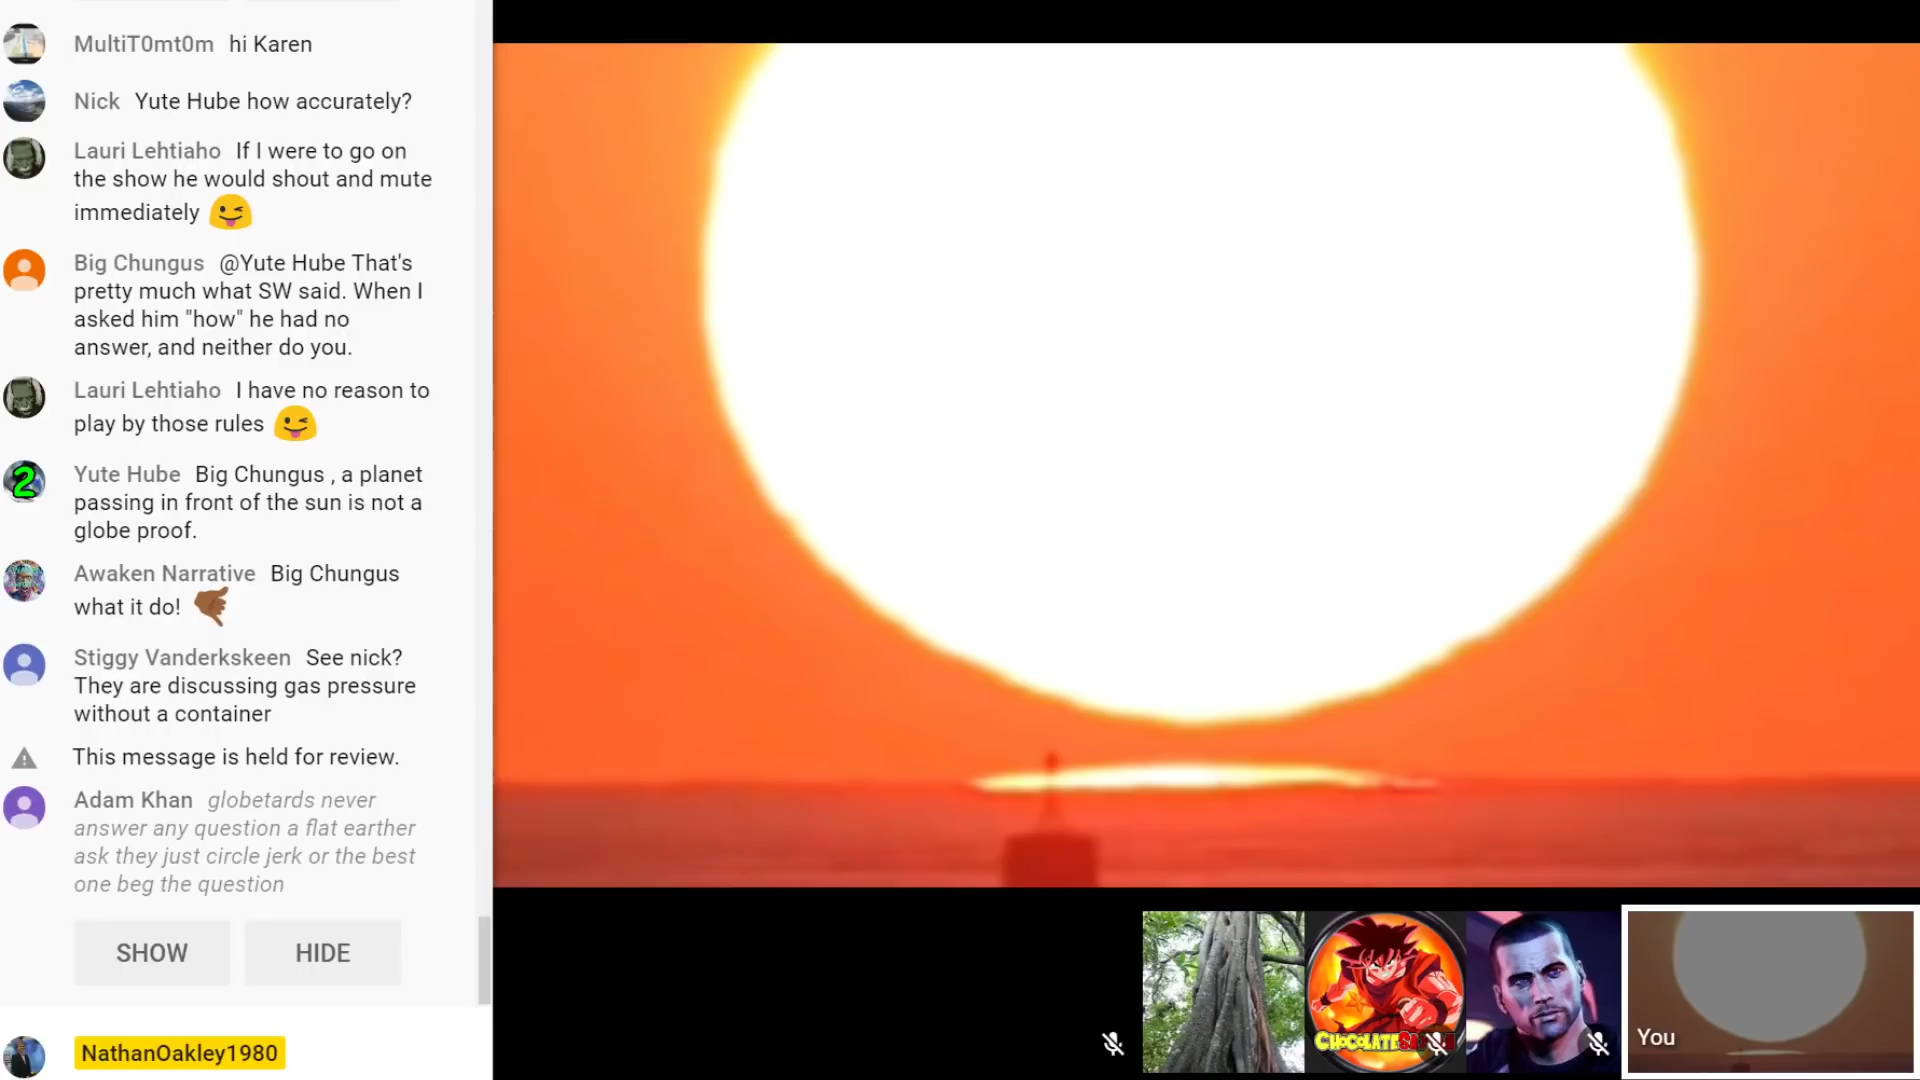 MultiT0mt0m hi Karen
Nick Yute Hube how accurately?
Lauri Lehtiaho If I were to go on
the show he would shout and mute
immediately 😜
Big Chungus @Yute Hube That's
pretty much what SW said. When I
asked him "how" he had no
answer, and neither do you.
Lauri Lehtiaho I have no reason to
play by those rules 😜
2
Yute Hube Big Chungus , a planet
passing in front of the sun is not a
globe proof.
Awaken Narrative Big Chungus
what it do! 🤙🏾
Stiggy Vanderkskeen See nick?
They are discussing gas pressure
without a container
This message is held for review.
Adam Khan globetards never
answer any question a flat earther
ask they just circle jerk or the best
one beg the question
SHOW HIDE
NathanOakley1980
You